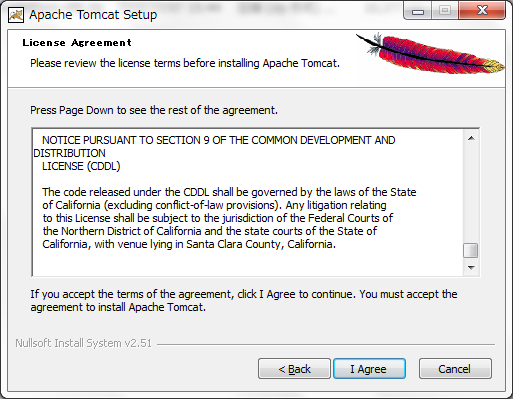 Apache Tomcat Setup
License Agreement
Please review the license terms before installing Apache Tomcat.
Press Page Down to see the rest of the agreement.
NOTICE PURSUANT TO SECTION 9 OF THE COMMON DEVELOPMENT AND
DISTRIBUTION
LICENSE (CDDL)
The code released under the CDDL shall be governed by the laws of the State
of California (excluding conflict-of-law provisions). Any litigation relating
to this License shall be subject to the jurisdiction of the Federal Courts of
the Northern District of California and the state courts of the State of
California, with venue lying in Santa Clara County, California.
If you accept the terms of the agreement, click I Agree to continue. You must accept the
agreement to install Apache Tomcat.
Nullsoft Install System v2.51
< Back
I Agree
Cancel